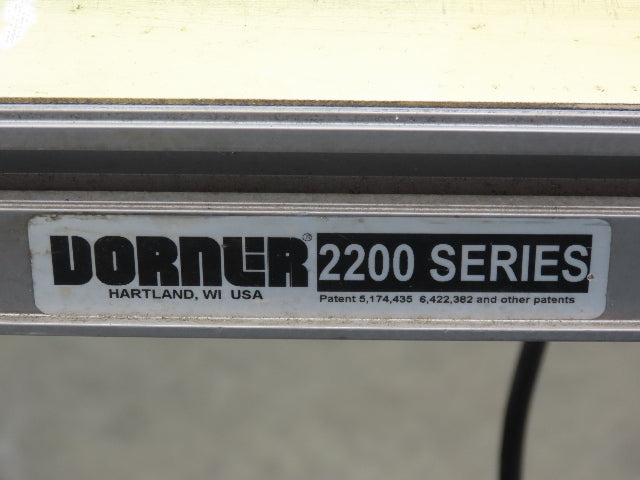 DORNER® 2200 SERIES
HARTLAND, WI USA
Patent 5,174,435 6,422,382 and other patents